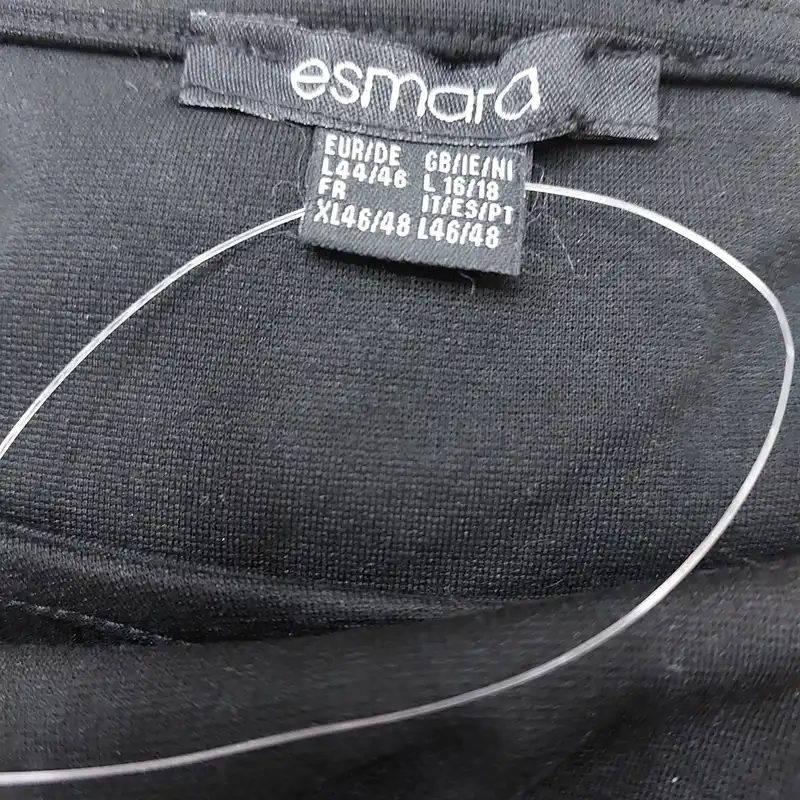 esmara
EUR/DE GB/IE/NI
L44/46 L 16/18
FR IT/ES/PT
XL46/48 L46/48